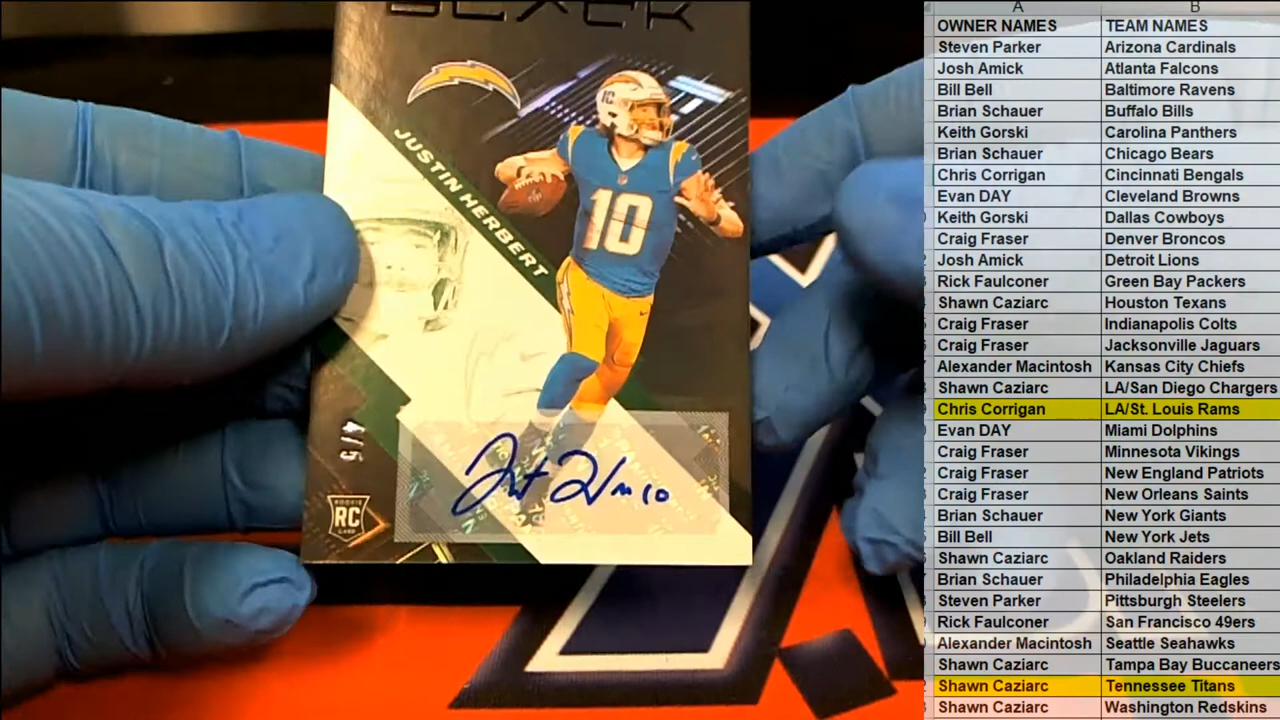 BLACK
JUSTIN HERBERT
10
4/5
ROOKIE
RC
CARD
A B
OWNER NAMES TEAM NAMES
Steven Parker Arizona Cardinals
Josh Amick Atlanta Falcons
Bill Bell Baltimore Ravens
Brian Schauer Buffalo Bills
Keith Gorski Carolina Panthers
Brian Schauer Chicago Bears
Chris Corrigan Cincinnati Bengals
Evan DAY Cleveland Browns
Keith Gorski Dallas Cowboys
Craig Fraser Denver Broncos
Josh Amick Detroit Lions
Rick Faulconer Green Bay Packers
Shawn Caziarc Houston Texans
Craig Fraser Indianapolis Colts
Craig Fraser Jacksonville Jaguars
Alexander Macintosh Kansas City Chiefs
Shawn Caziarc LA/San Diego Chargers
Chris Corrigan LA/St. Louis Rams
Evan DAY Miami Dolphins
Craig Fraser Minnesota Vikings
Craig Fraser New England Patriots
Craig Fraser New Orleans Saints
Brian Schauer New York Giants
Bill Bell New York Jets
Shawn Caziarc Oakland Raiders
Brian Schauer Philadelphia Eagles
Steven Parker Pittsburgh Steelers
Rick Faulconer San Francisco 49ers
Alexander Macintosh Seattle Seahawks
Shawn Caziarc Tampa Bay Buccaneers
Shawn Caziarc Tennessee Titans
Shawn Caziarc Washington Redskins